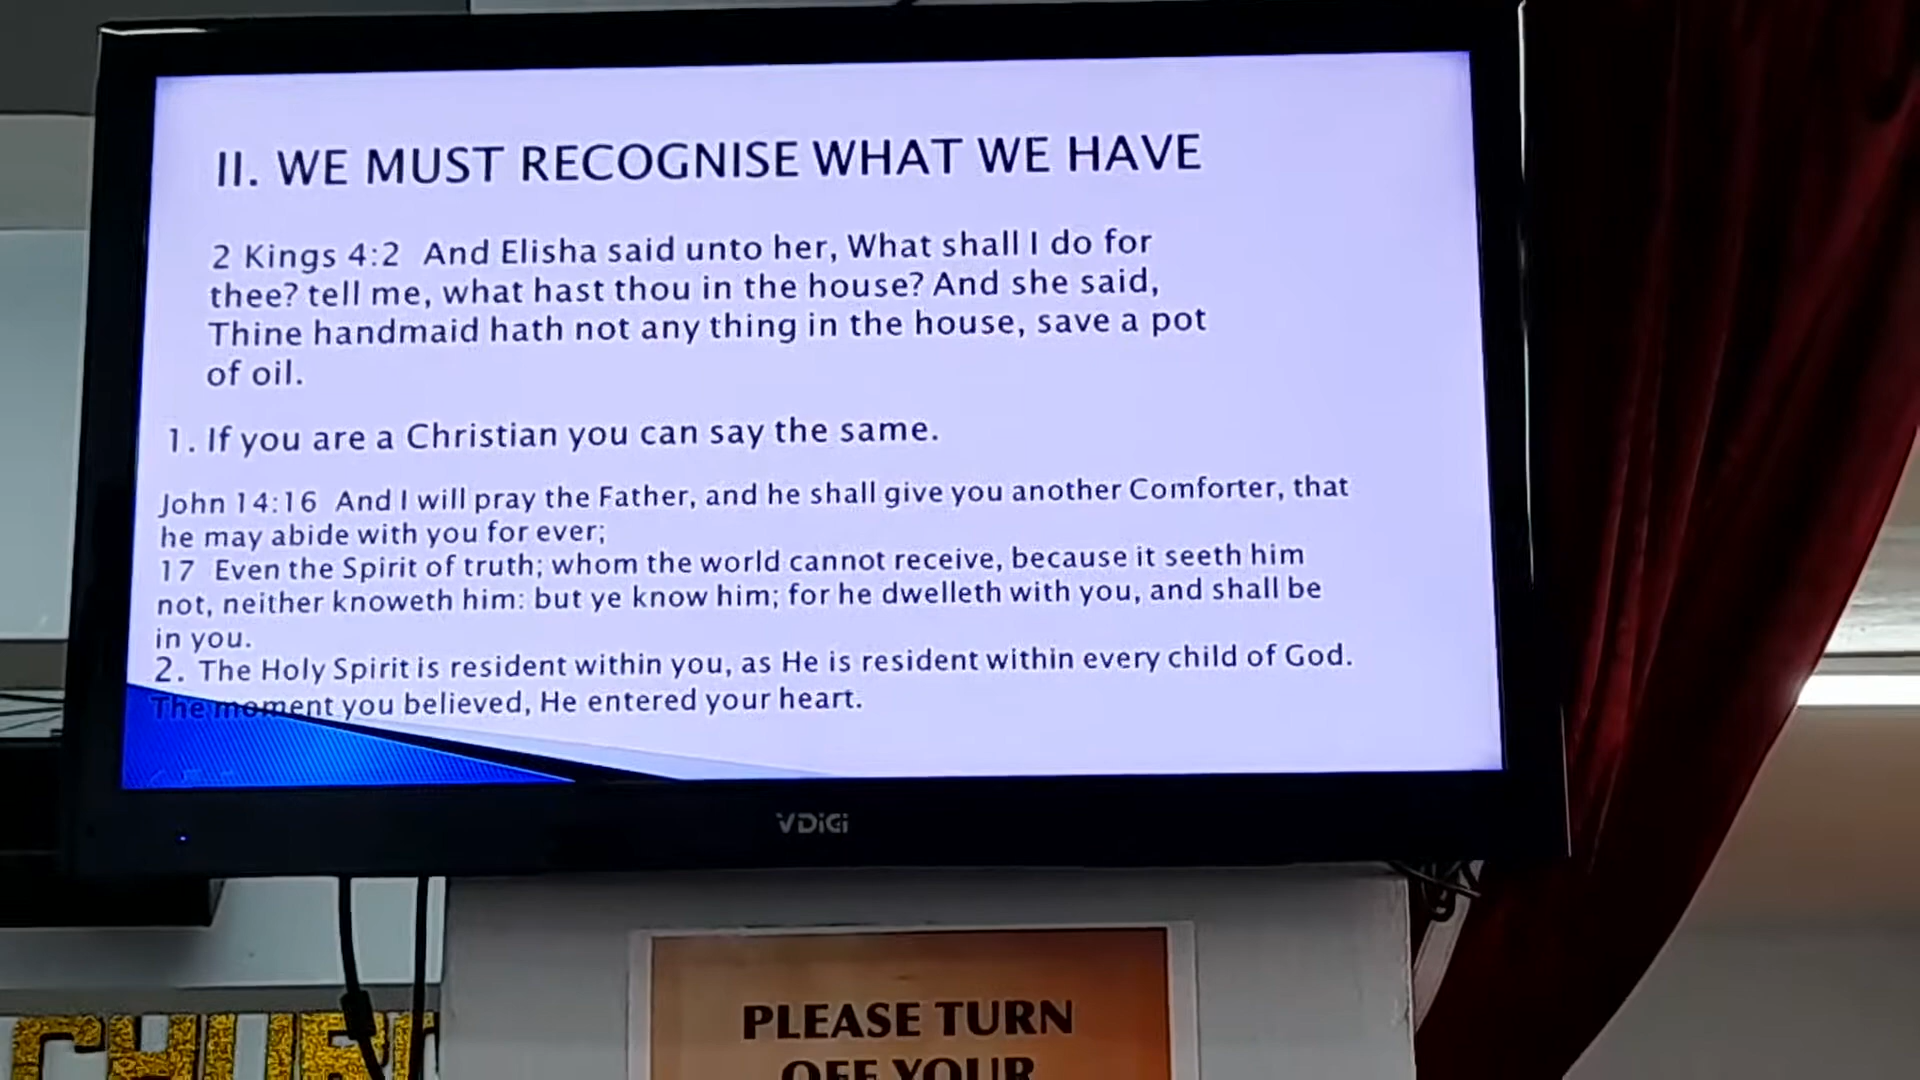 II. WE MUST RECOGNISE WHAT WE HAVE
2 Kings 4:2 And Elisha said unto her, What shall I do for
thee? tell me, what hast thou in the house? And she said,
Thine handmaid hath not any thing in the house, save a pot
of oil.
1. If you are a Christian you can say the same.
John 14:16 And I will pray the Father, and he shall give you another Comforter, that
he may abide with you for ever;
17 Even the Spirit of truth; whom the world cannot receive, because it seeth him
not, neither knoweth him: but ye know him; for he dwelleth with you, and shall be
in you.
2. The Holy Spirit is resident within you, as He is resident within every child of God.
The moment you believed, He entered your heart.
VDiGi
PLEASE TURN
OFF YOUR